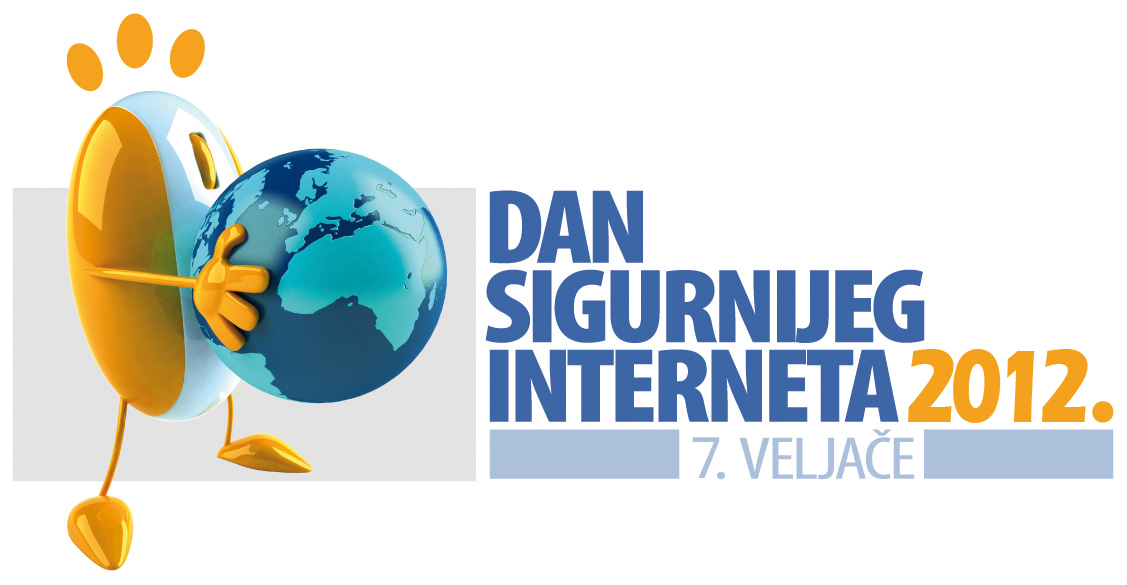 DAN
SIGURNIJEG
INTERNETA 2012.
7. VELJAČE